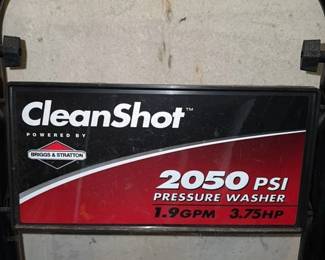 CleanShot™
POWERED BY
BRIGGS & STRATTON
2050 PSI
PRESSURE WASHER
1.9GPM 3.75HP